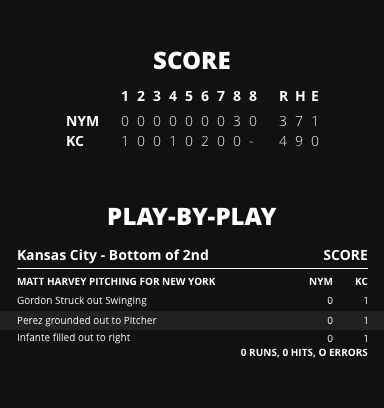 SCORE
1 2 3 4 5 6 7 8 8 R H E
NYM 0 0 0 0 0 0 0 3 0 3 7 1
KC 1 0 0 1 0 2 0 0 - 4 9 0
PLAY-BY-PLAY
Kansas City - Bottom of 2nd SCORE
MATT HARVEY PITCHING FOR NEW YORK NYM KC
Gordon Struck out Swinging 0 1
Perez grounded out to Pitcher 0 1
Infante filled out to right 0 1
0 RUNS, 0 HITS, O ERRORS